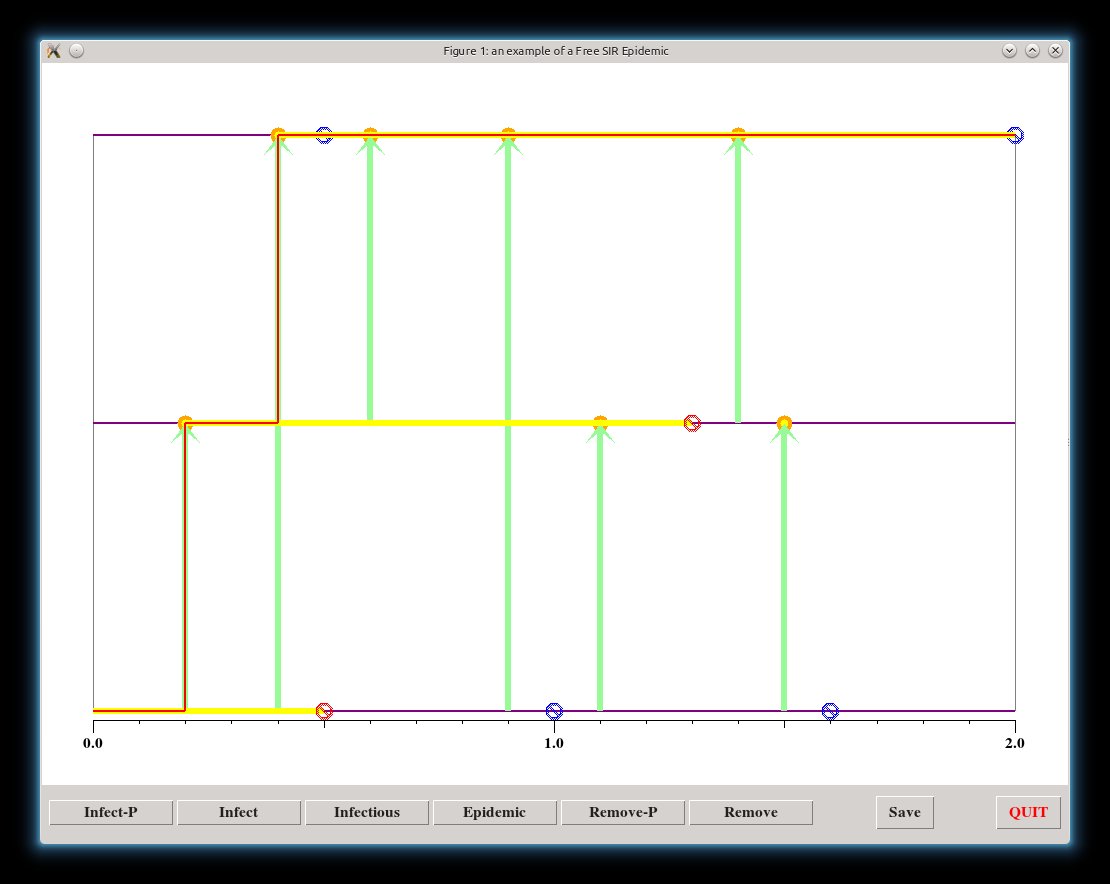 Figure 1: an example of a Free SIR Epidemic
0.0 1.0 2.0
Infect-P Infect Infectious Epidemic Remove-P Remove Save QUIT